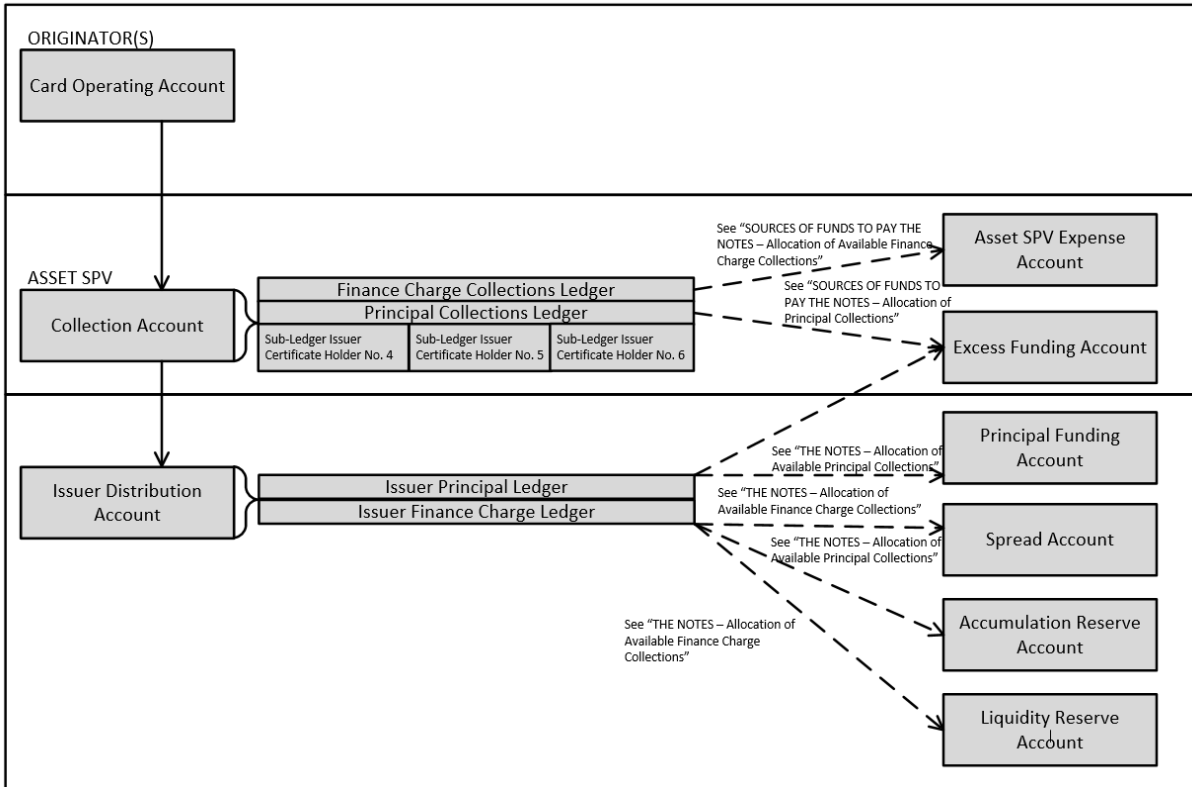 ORIGINATOR(S)
Card Operating Account
ASSET SPV
Collection Account
Finance Charge Collections Ledger
Principal Collections Ledger
Sub-Ledger Issuer
Certificate Holder No. 4
Sub-Ledger Issuer
Certificate Holder No. 5
Sub-Ledger Issuer
Certificate Holder No. 6
See “SOURCES OF FUNDS TO PAY THE
NOTES – Allocation of Available Finance
Charge Collections”
Asset SPV Expense
Account
See “SOURCES OF FUNDS TO
PAY THE NOTES – Allocation of
Principal Collections”
Excess Funding Account
Issuer Distribution
Account
Issuer Principal Ledger
Issuer Finance Charge Ledger
See “THE NOTES – Allocation of
Available Principal Collections”
Principal Funding
Account
See “THE NOTES – Allocation of
Available Finance Charge Collections”
Spread Account
See “THE NOTES – Allocation of
Available Principal Collections”
Accumulation Reserve
Account
See “THE NOTES – Allocation of
Available Finance Charge
Collections”
Liquidity Reserve
Account